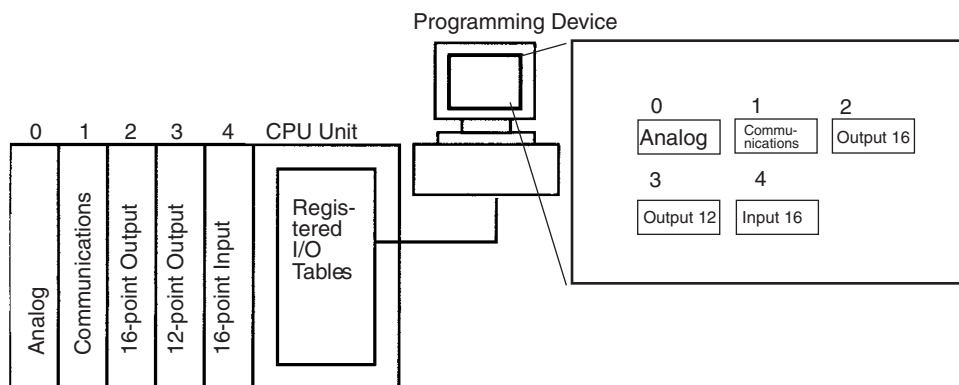 Programming Device
0 1 2 3 4 CPU Unit
Analog
Communications
16-point Output
12-point Output
16-point Input
Regis-
tered
I/O
Tables
0 1 2
Analog
Commu-
nications
Output 16
3 4
Output 12
Input 16